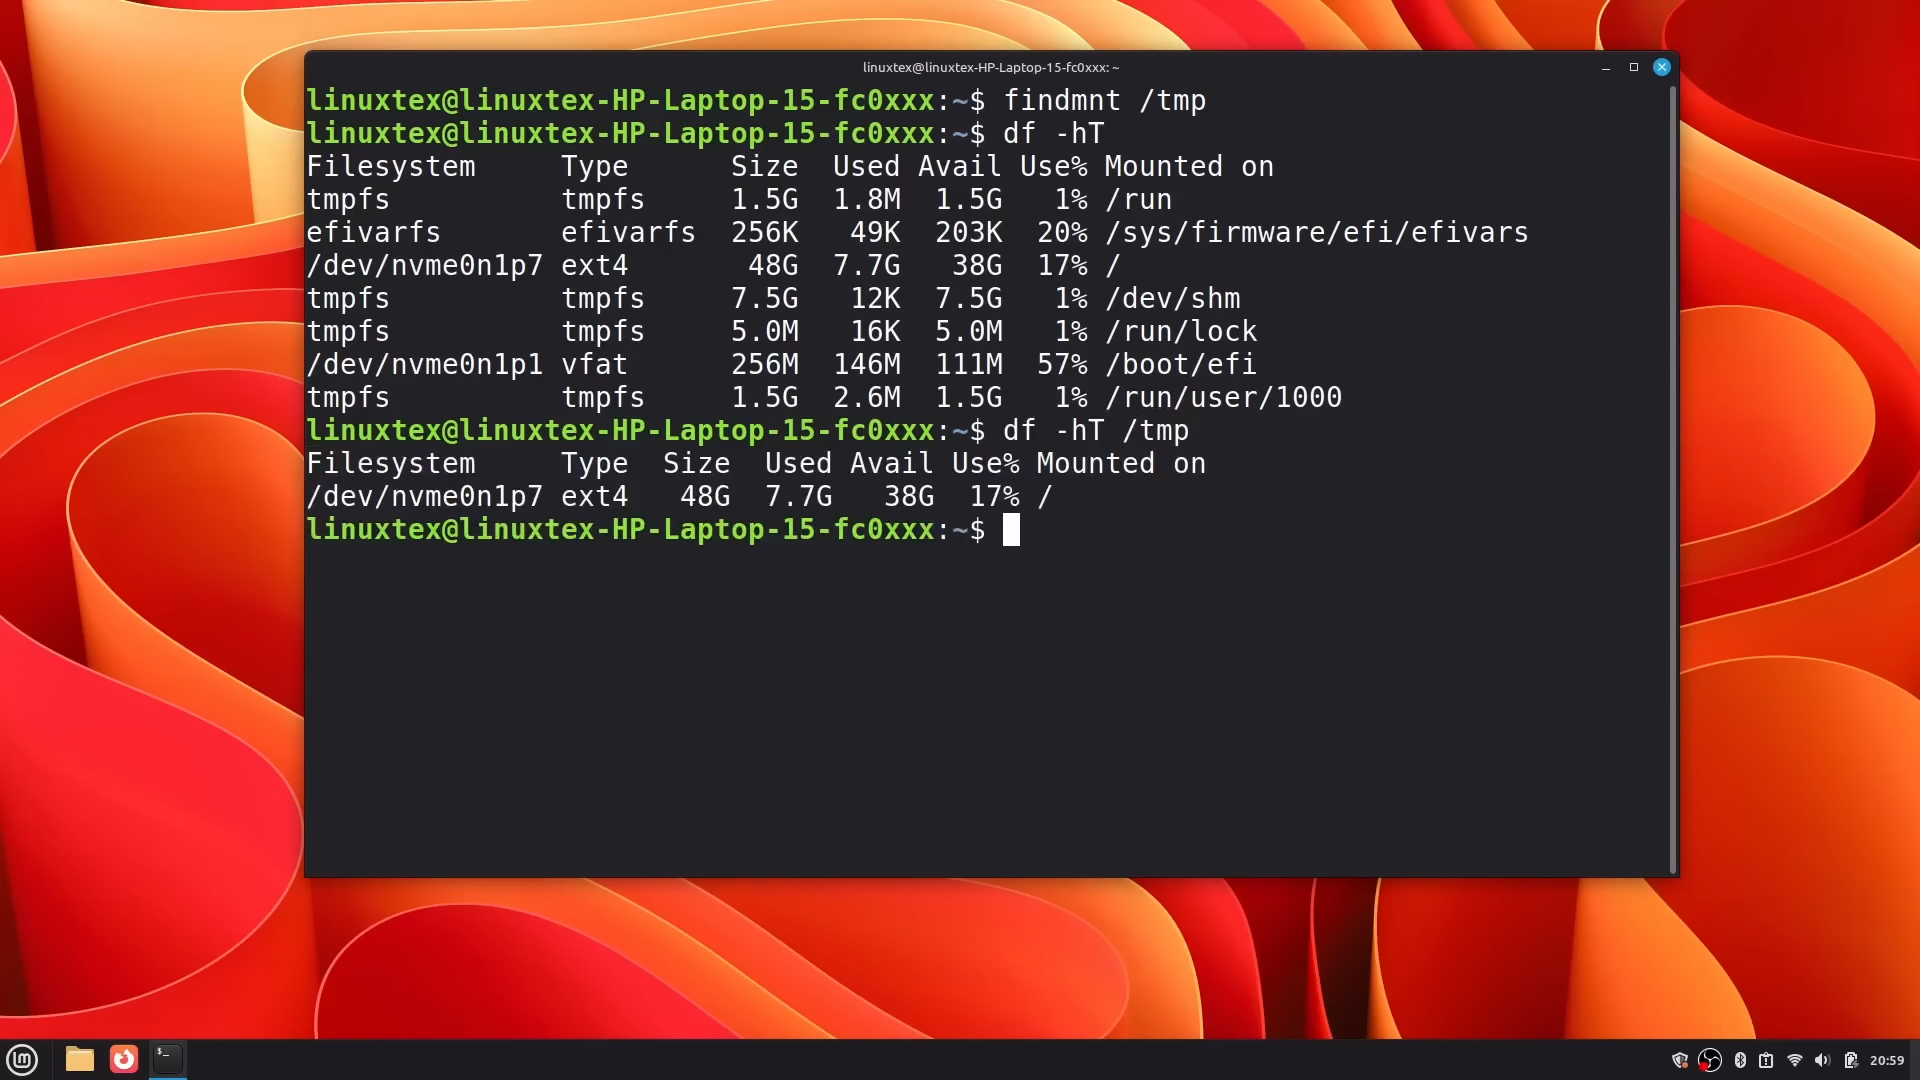 linuxtex@linuxtex-HP-Laptop-15-fc0xxx: ~
linuxtex@linuxtex-HP-Laptop-15-fc0xxx:~$ findmnt /tmp
linuxtex@linuxtex-HP-Laptop-15-fc0xxx:~$ df -hT
Filesystem     Type      Size  Used Avail Use% Mounted on
tmpfs          tmpfs     1.5G  1.8M  1.5G   1% /run
efivarfs       efivarfs  256K   49K  203K  20% /sys/firmware/efi/efivars
/dev/nvme0n1p7 ext4       48G  7.7G   38G  17% /
tmpfs          tmpfs     7.5G   12K  7.5G   1% /dev/shm
tmpfs          tmpfs     5.0M   16K  5.0M   1% /run/lock
/dev/nvme0n1p1 vfat      256M  146M  111M  57% /boot/efi
tmpfs          tmpfs     1.5G  2.6M  1.5G   1% /run/user/1000
linuxtex@linuxtex-HP-Laptop-15-fc0xxx:~$ df -hT /tmp
Filesystem     Type  Size  Used Avail Use% Mounted on
/dev/nvme0n1p7 ext4   48G  7.7G   38G  17% /
linuxtex@linuxtex-HP-Laptop-15-fc0xxx:~$
20:59